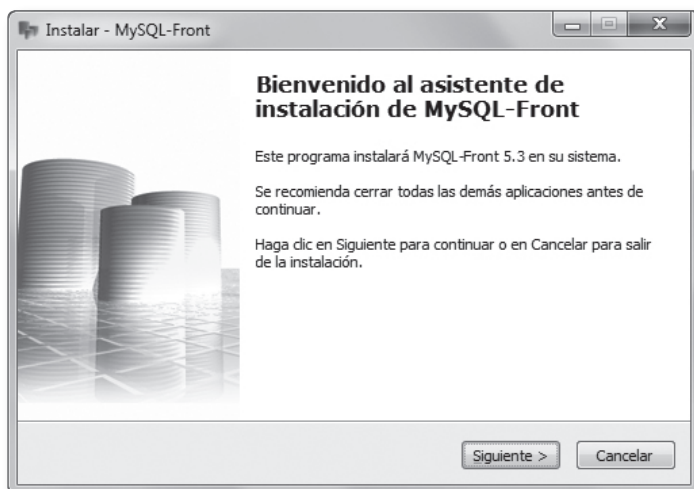 Instalar - MySQL-Front
Bienvenido al asistente de
instalación de MySQL-Front
Este programa instalará MySQL-Front 5.3 en su sistema.
Se recomienda cerrar todas las demás aplicaciones antes de
continuar.
Haga clic en Siguiente para continuar o en Cancelar para salir
de la instalación.
Siguiente >
Cancelar